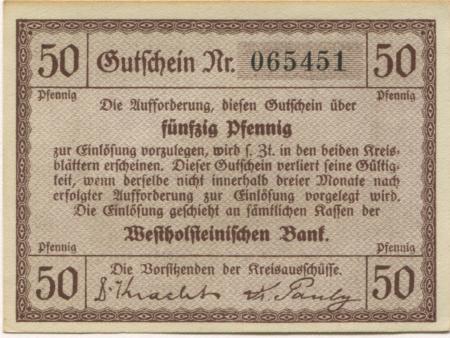 50 Gutschein Nr. 065451 50
Pfennig Pfennig
Die Aufforderung, diesen Gutschein über
fünfzig Pfennig
zur Einlösung vorzulegen, wird s. Zt. in den beiden Kreis-
blättern erscheinen. Dieser Gutschein verliert seine Gültig-
keit, wenn derselbe nicht innerhalb dreier Monate nach
erfolgter Aufforderung zur Einlösung vorgelegt wird.
Die Einlösung geschieht an sämtlichen Kassen der
Westholsteinischen Bank.
Pfennig Pfennig
50 Die Vorsitzenden der Kreisausschüsse. 50
Pauly